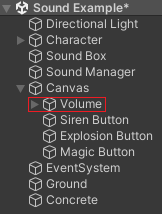 Sound Example*
Directional Light
Character
Sound Box
Sound Manager
Canvas
Volume
Siren Button
Explosion Button
Magic Button
EventSystem
Ground
Concrete